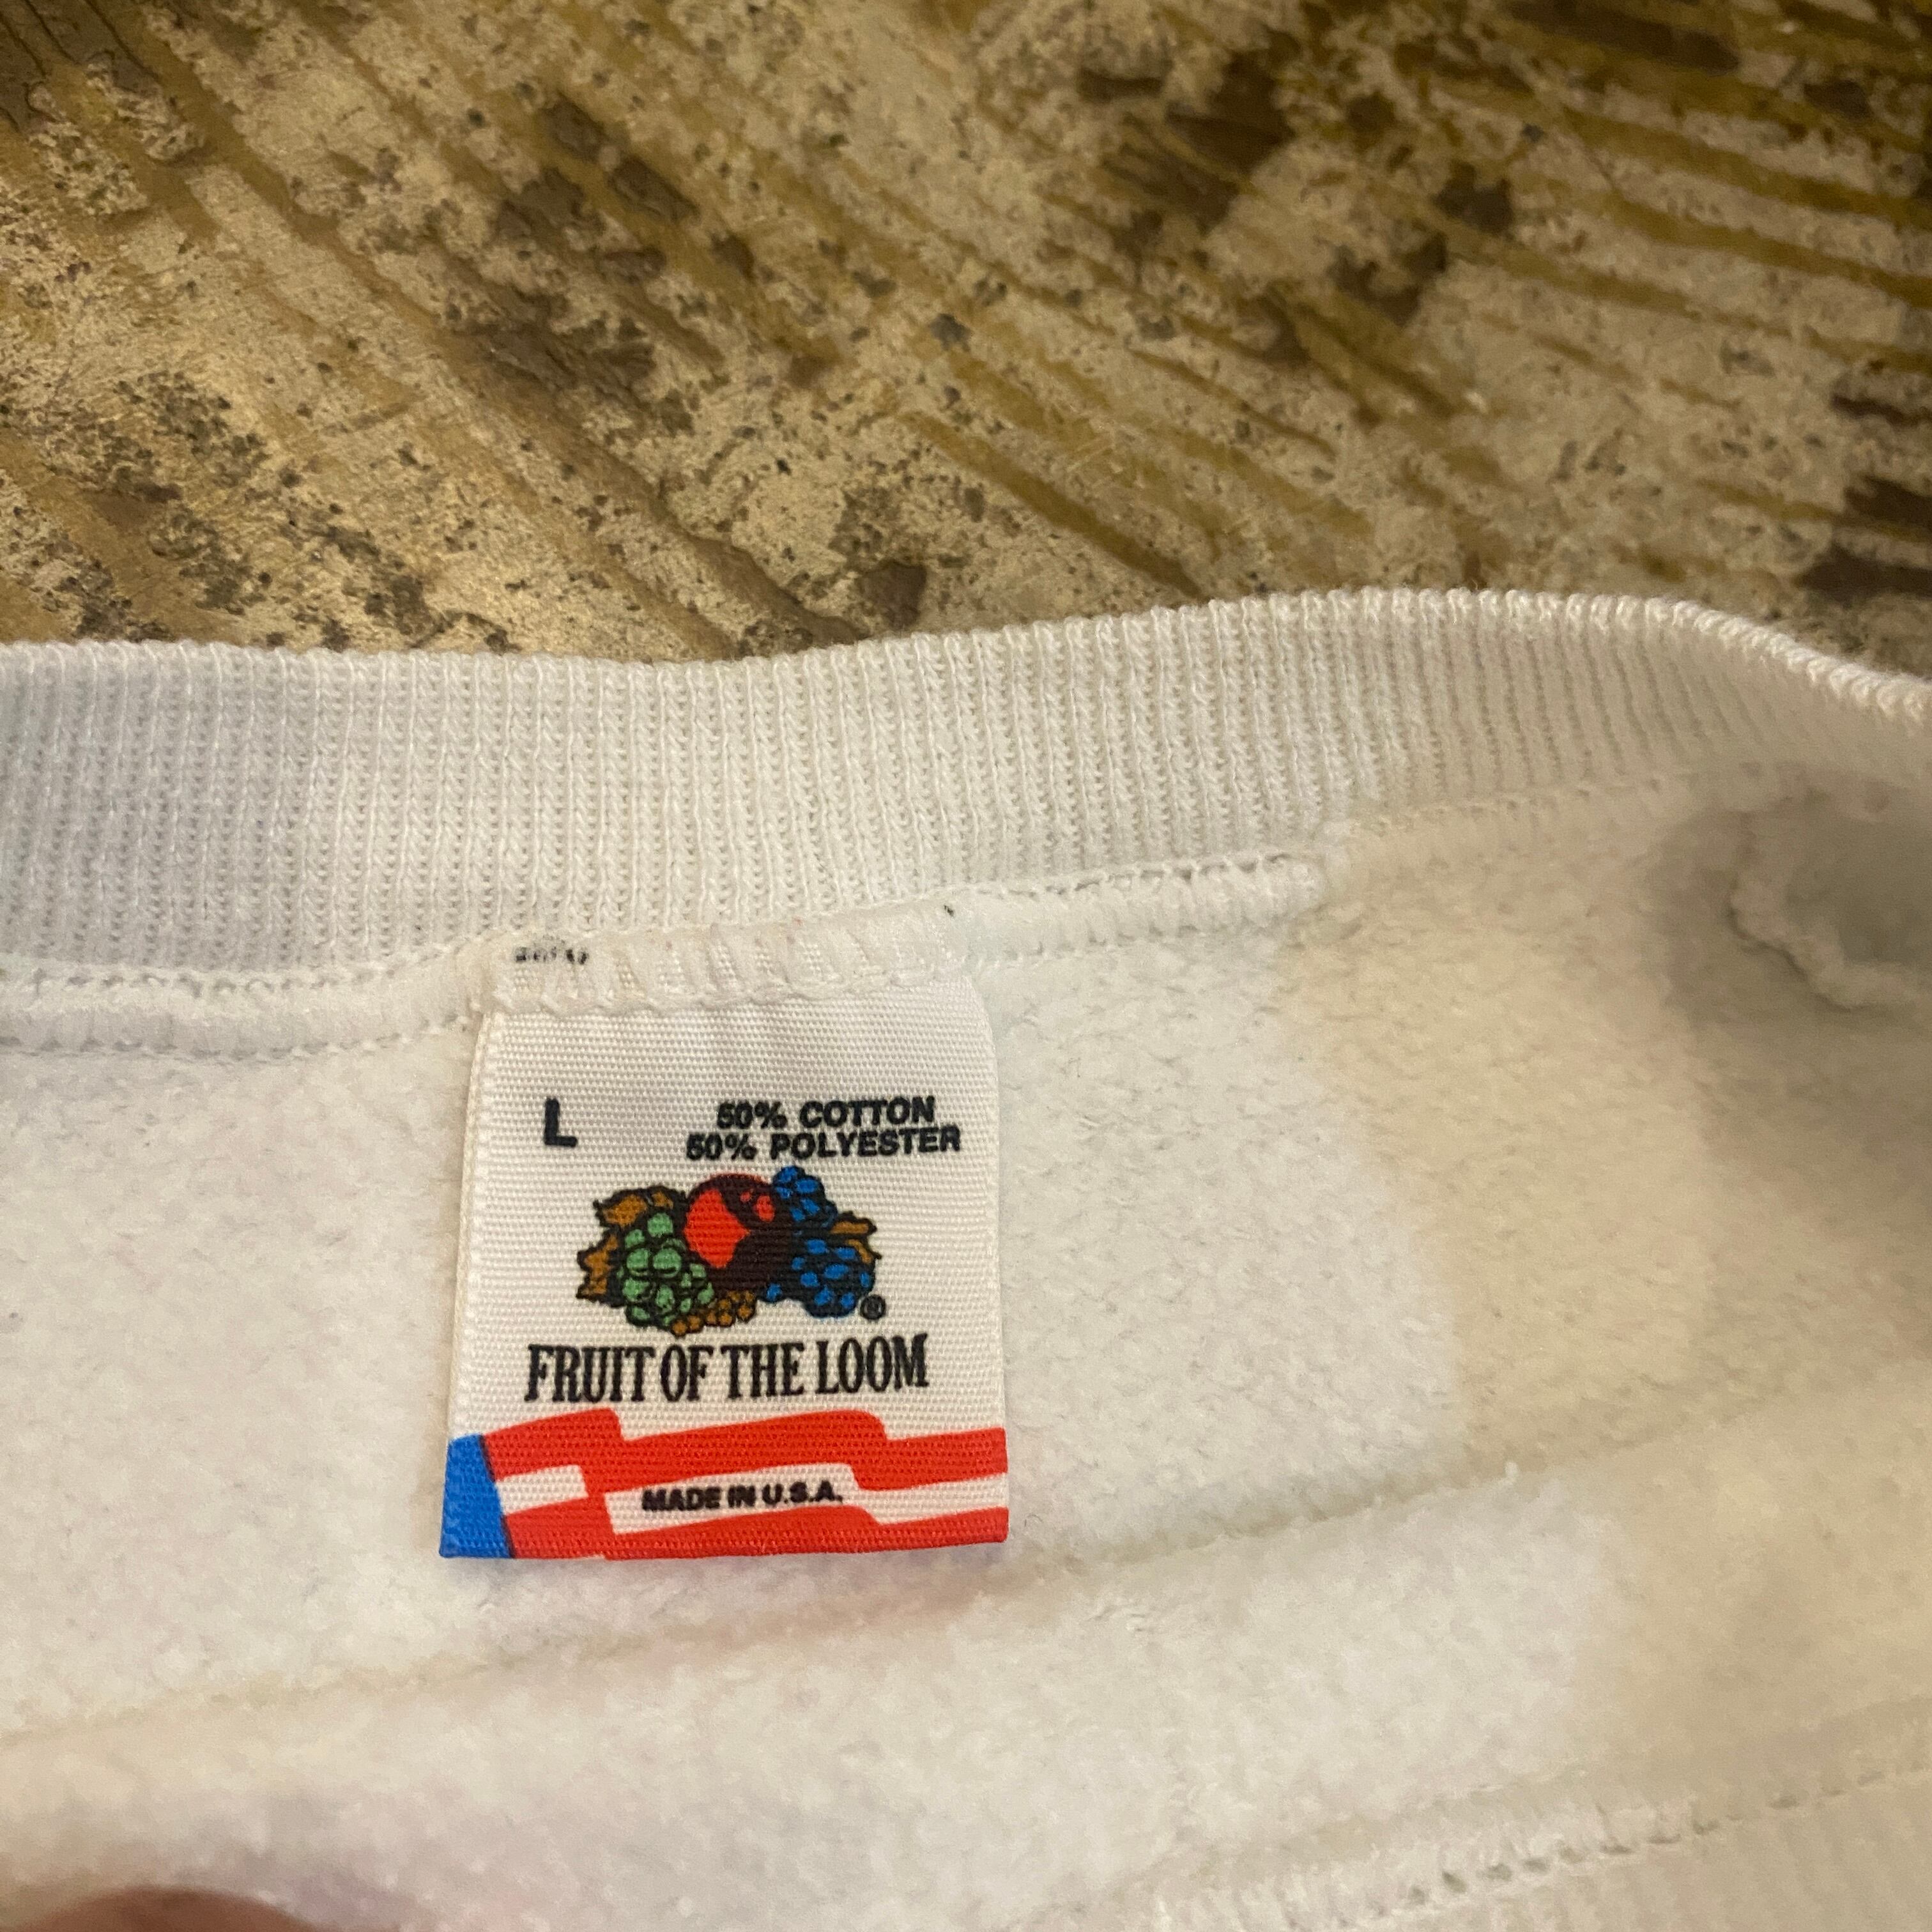 L
50% COTTON
50% POLYESTER
®
FRUIT OF THE LOOM
MADE IN U.S.A.